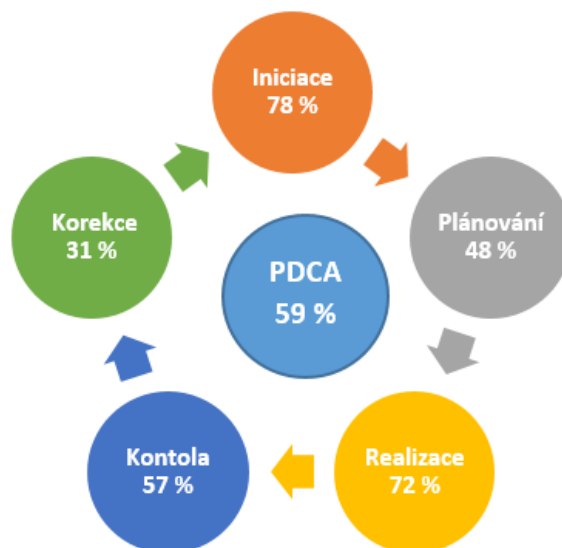 Iniciace
78 %
Plánování
48 %
Realizace
72 %
Kontola
57 %
Korekce
31 %
PDCA
59 %